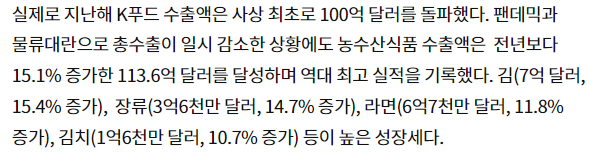 실제로 지난해 K푸드 수출액은 사상 최초로 100억 달러를 돌파했다. 팬데믹과
물류대란으로 총수출이 일시 감소한 상황에도 농수산식품 수출액은 전년보다
15.1% 증가한 113.6억 달러를 달성하며 역대 최고 실적을 기록했다. 김(7억 달러,
15.4% 증가), 장류(3억6천만 달러, 14.7% 증가), 라면(6억7천만 달러, 11.8%
증가), 김치(1억6천만 달러, 10.7% 증가) 등이 높은 성장세다.